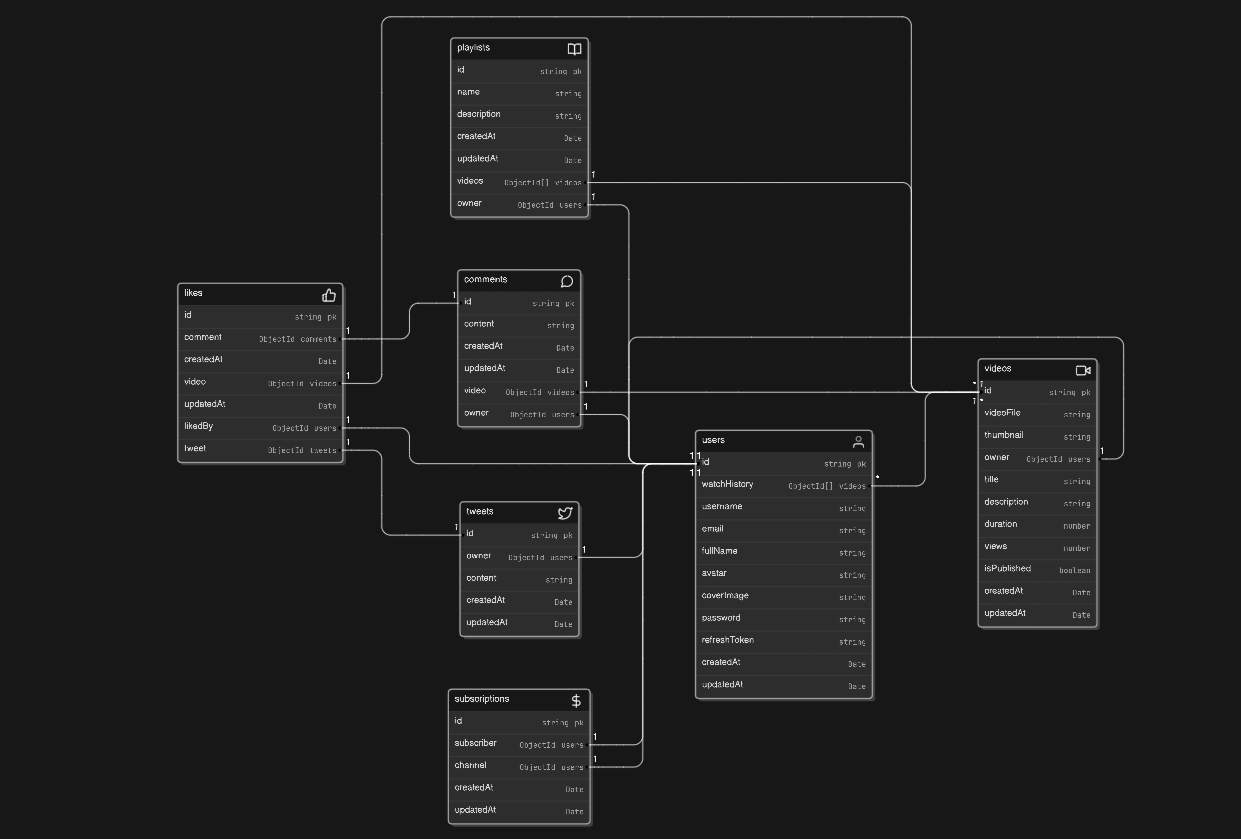 playlists
id string pk
name string
description string
createdAt Date
updatedAt Date
videos ObjectId[] videos 1
owner ObjectId users 1
likes
id string pk
comment ObjectId comments 1
createdAt Date
video ObjectId videos 1
updatedAt Date
likedBy ObjectId users 1
tweet ObjectId tweets 1
comments
1 id string pk
content string
createdAt Date
updatedAt Date
video ObjectId videos 1
owner ObjectId users 1
tweets
1 id string pk
owner ObjectId users 1
content string
createdAt Date
updatedAt Date
subscriptions
id string pk
subscriber ObjectId users 1
channel ObjectId users 1
createdAt Date
updatedAt Date
users
1 1
id string pk
1 1
watchHistory ObjectId[] videos
username string
email string
fullName string
avatar string
coverImage string
password string
refreshToken string
createdAt Date
updatedAt Date
videos
1
id string pk
1
videoFile string
thumbnail string
owner ObjectId users 1
title string
description string
duration number
views number
isPublished boolean
createdAt Date
updatedAt Date